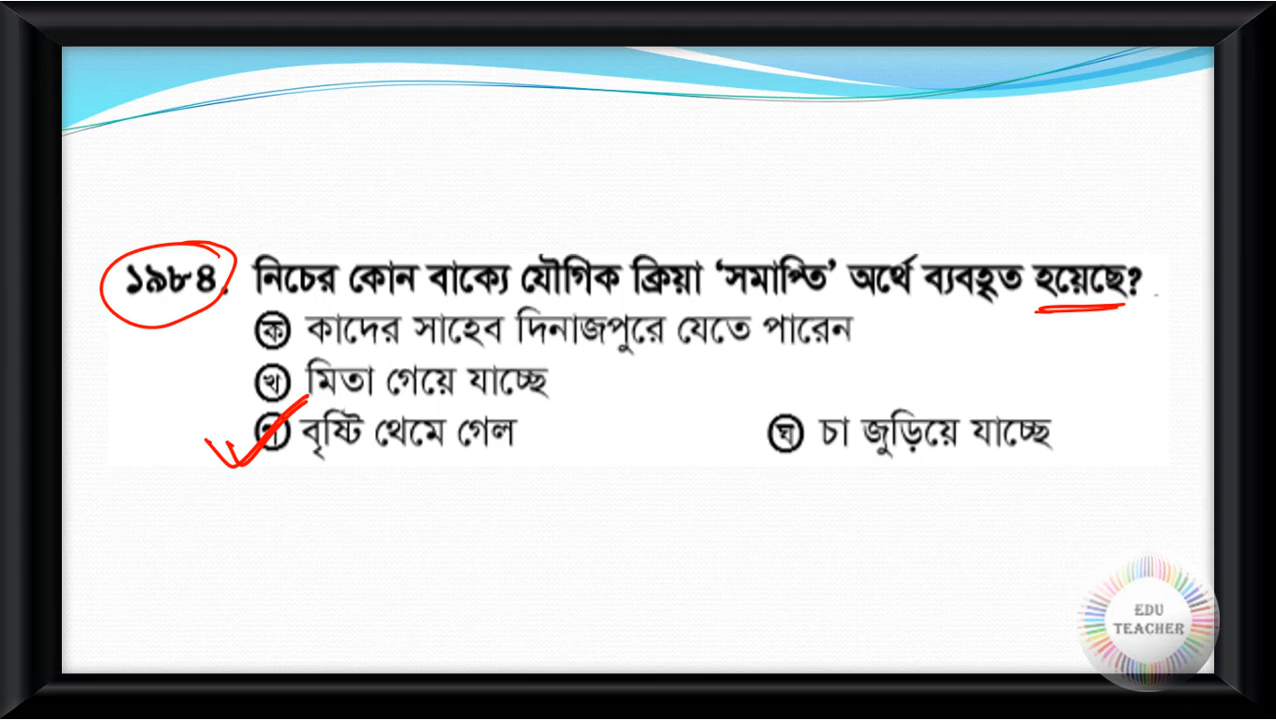 ১৯৮৪. নিচের কোন বাক্যে যৌগিক ক্রিয়া ‘সমাপ্তি’ অর্থে ব্যবহৃত হয়েছে?
ক কাদের সাহেব দিনাজপুরে যেতে পারেন
খ মিতা গেয়ে যাচ্ছে
গ বৃষ্টি থেমে গেল ঘ চা জুড়িয়ে যাচ্ছে
EDU
TEACHER